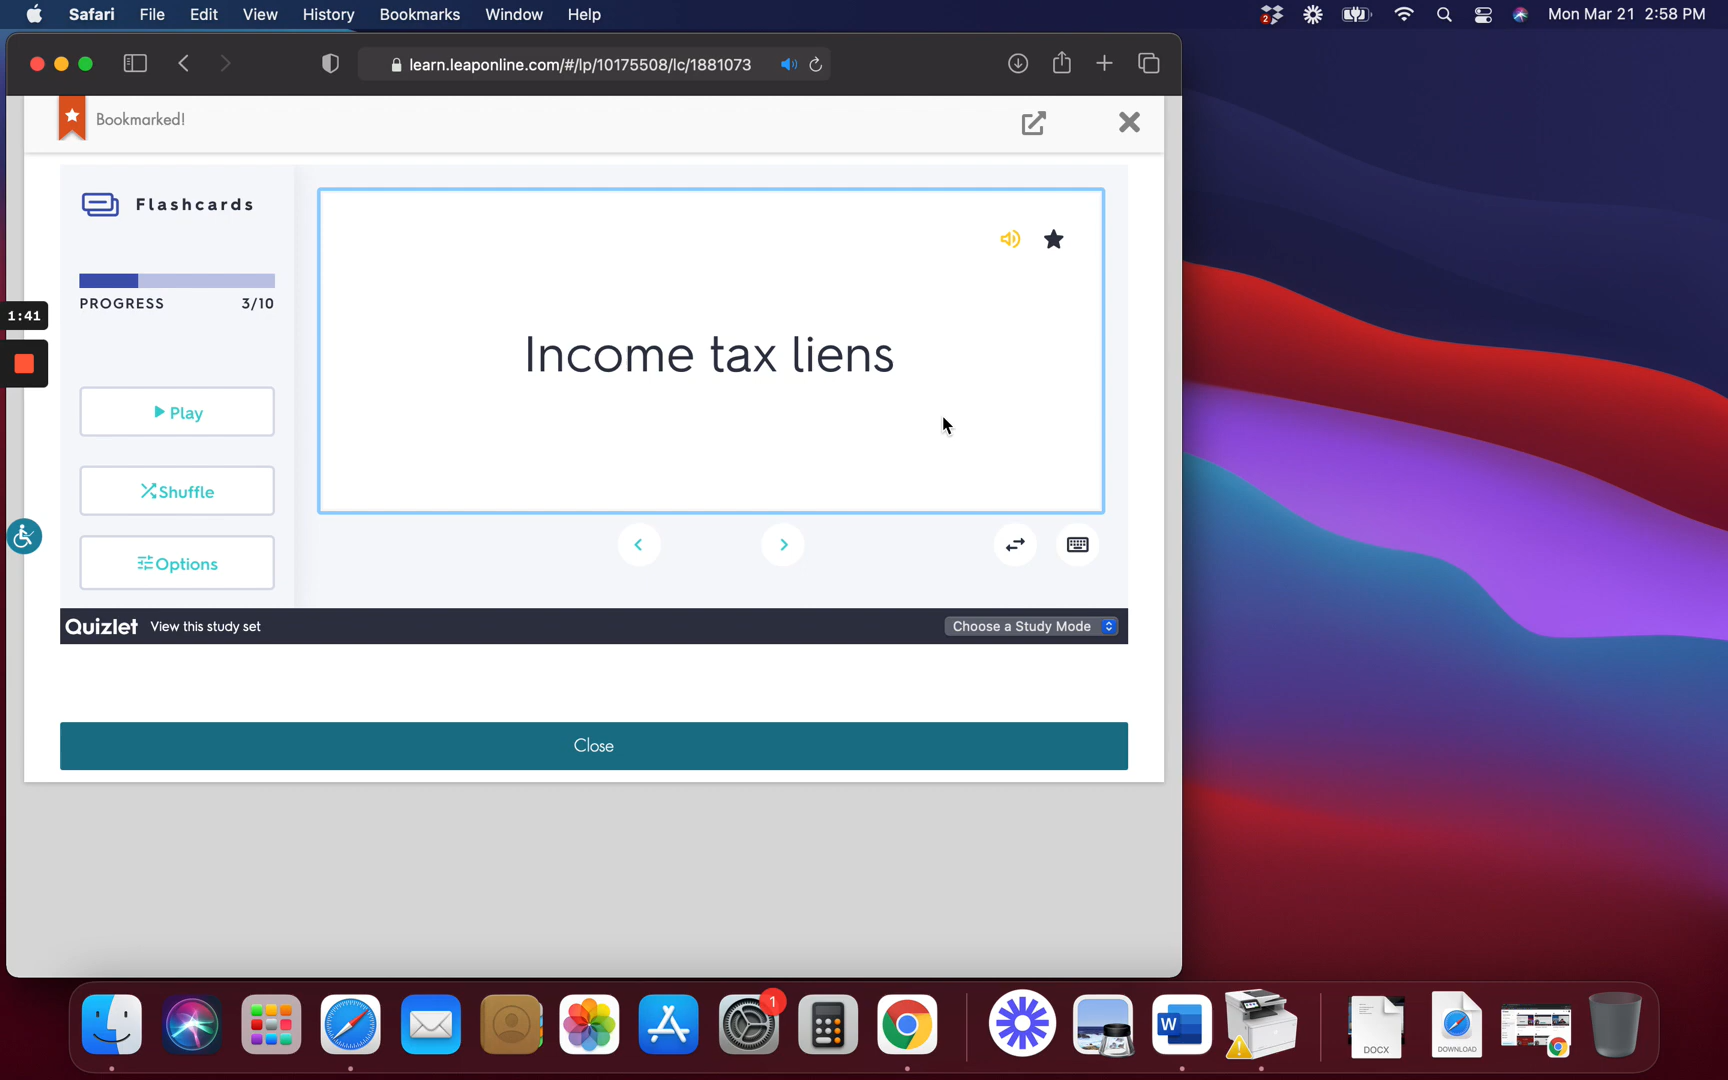 Safari File Edit View History Bookmarks Window Help
2
Mon Mar 21 2:58 PM
learn.leaponline.com/#/lp/10175508/lc/1881073
Bookmarked!
Flashcards
PROGRESS 3/10
1:41
Income tax liens
Play
Shuffle
Options
Quizlet View this study set
Choose a Study Mode
Close
1
W
DOCX
DOWNLOAD